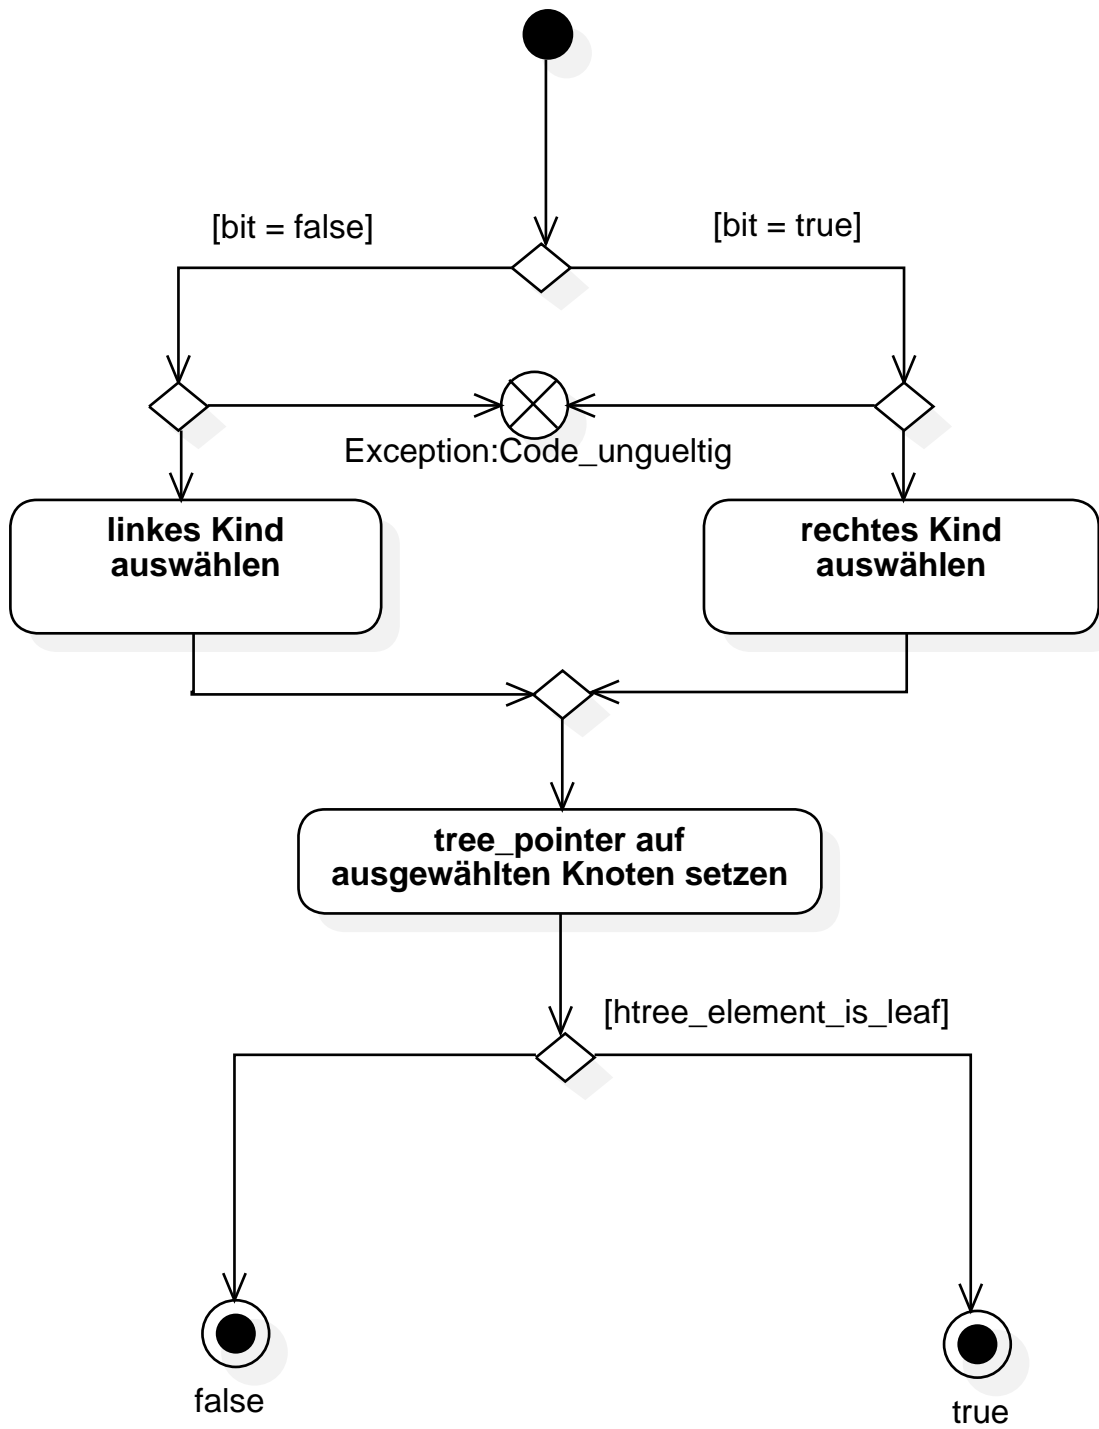 [bit = false]
[bit = true]
Exception:Code_ungueltig
linkes Kind
auswählen
rechtes Kind
auswählen
tree_pointer auf
ausgewählten Knoten setzen
[htree_element_is_leaf]
false
true